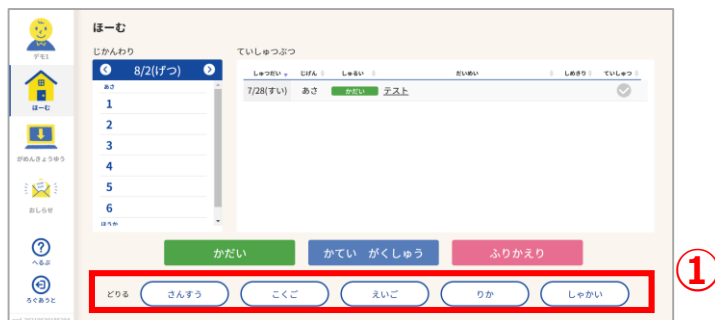 デモ1
ほーむ
がめんきょうゆう
おしらせ
へるぷ
ろぐあうと
ほーむ
じかんわり
8/2(げつ)
あさ
1
2
3
4
5
6
ほうか
ていしゅつぶつ
しゅつだい じげん しゅるい だいめい しめきり ていしゅつ
7/28(すい) あさ かだい テスト
かだい かてい がくしゅう ふりかえり
どりる さんすう こくご えいご りか しゃかい
①